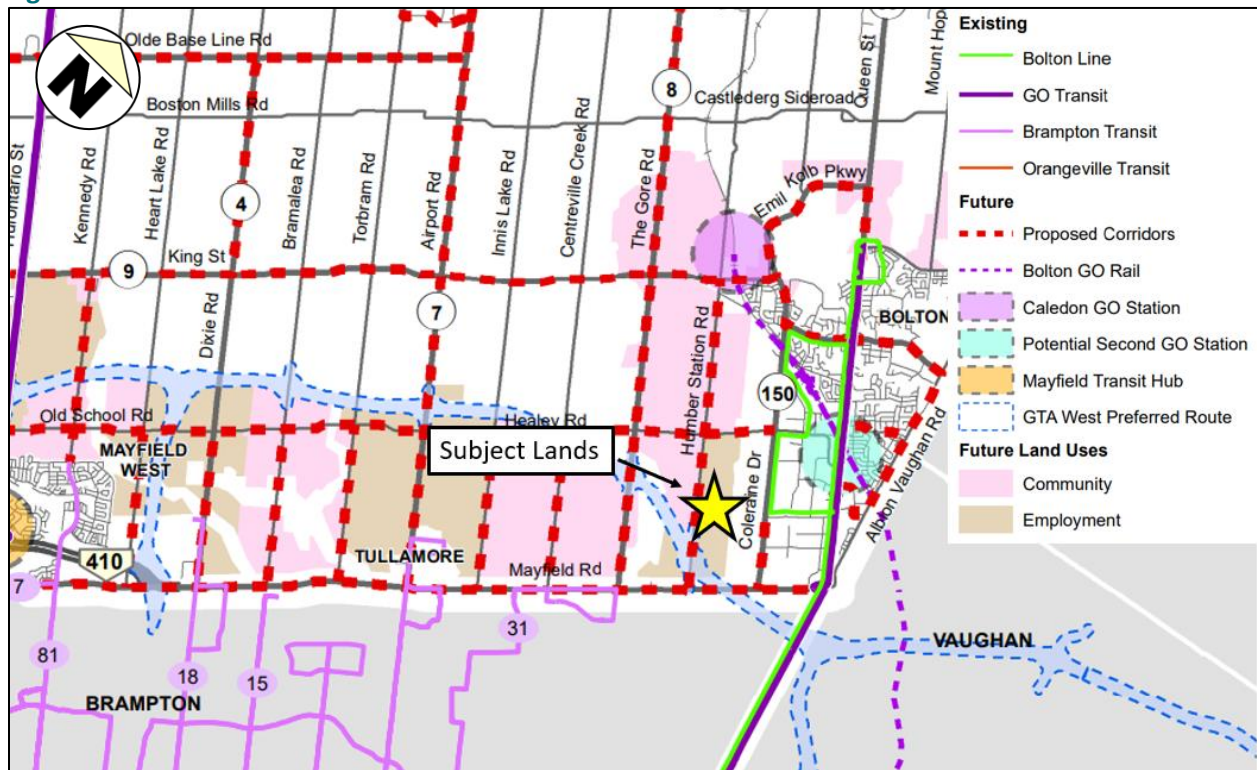 Olde Base Line Rd
N
Boston Mills Rd
Castlederg Sideroad
Queen St
Mount Hop
Hurontario St
Kennedy Rd
Heart Lake Rd
4
Bramalea Rd
Torbram Rd
Airport Rd
Innis Lake Rd
Centreville Creek Rd
The Gore Rd
8
Emil Kolb Pkwy
9
King St
Dixie Rd
7
Humber Station Rd
BOLTON
150
Old School Rd
MAYFIELD
WEST
Healey Rd
Subject Lands
Coleraine Dr
Albion Vaughan Rd
TULLAMORE
Mayfield Rd
410
7
81
18
15
31
BRAMPTON
VAUGHAN
Existing
Bolton Line
GO Transit
Brampton Transit
Orangeville Transit
Future
Proposed Corridors
Bolton GO Rail
Caledon GO Station
Potential Second GO Station
Mayfield Transit Hub
GTA West Preferred Route
Future Land Uses
Community
Employment